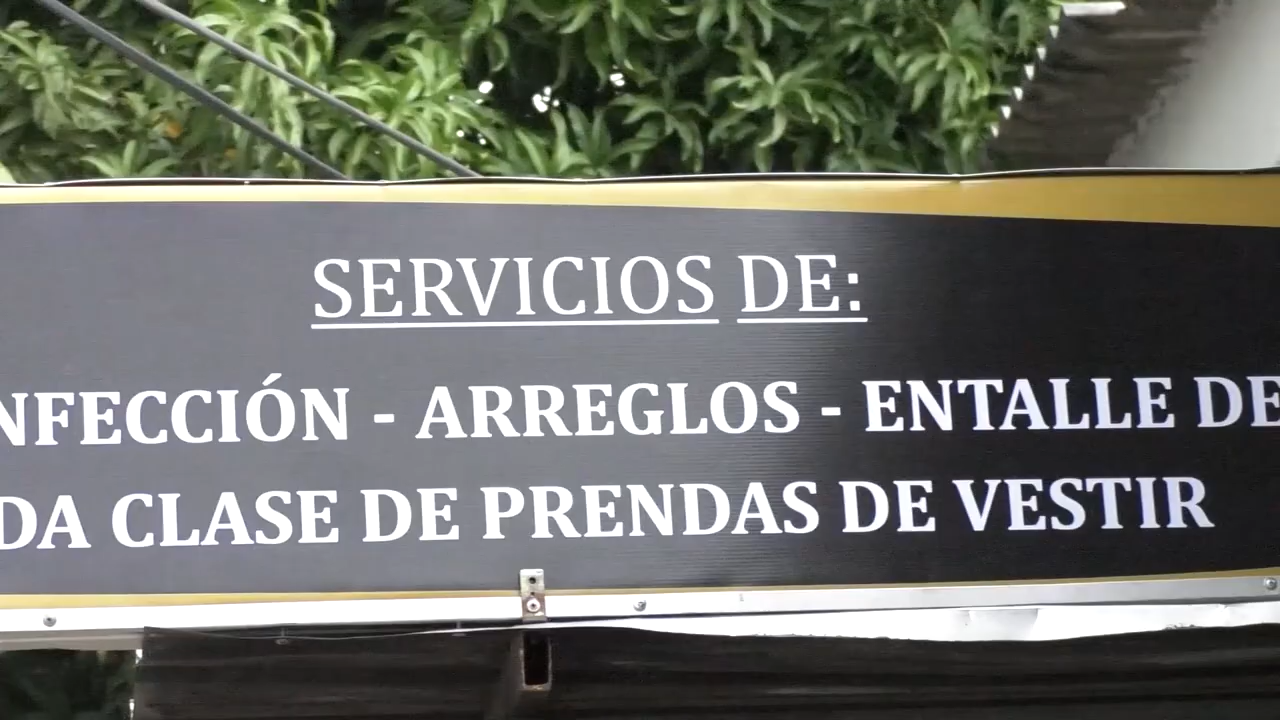 SERVICIOS DE:
NFECCIÓN - ARREGLOS - ENTALLE DE
DA CLASE DE PRENDAS DE VESTIR